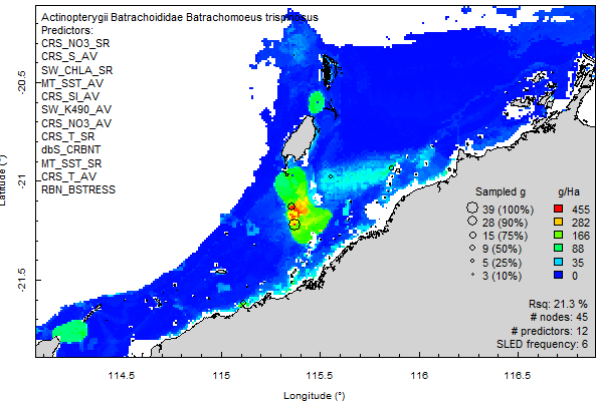 Actinopterygii Batrachoididae Batrachomoeus trispinosus
Predictors:
CRS_NO3_SR
CRS_S_AV
SW_CHLA_SR
MT_SST_AV
CRS_SI_AV
SW_K490_AV
CRS_NO3_AV
CRS_T_SR
dbS_CRBNT
MT_SST_SR
CRS_T_AV
RBN_BSTRESS
-20.5
-21
-21.5
Latitude (°)
Sampled g g/Ha
39 (100%) 455
28 (90%) 282
15 (75%) 166
9 (50%) 88
5 (25%) 35
3 (10%) 0
Rsq: 21.3 %
# nodes: 45
# predictors: 12
SLED frequency: 6
114.5 115 115.5 116 116.5
Longitude (°)